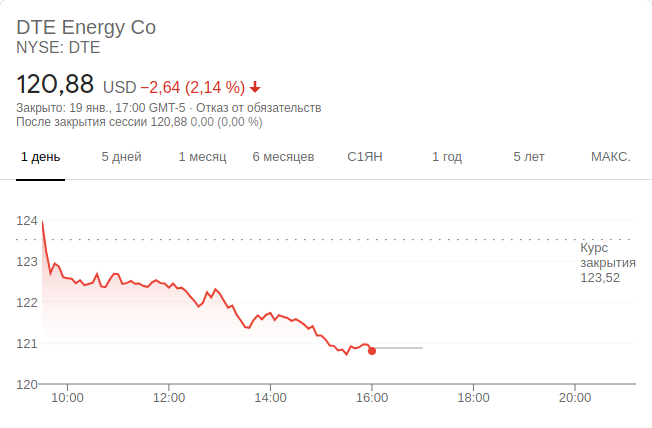 DTE Energy Co
NYSE: DTE
120,88 USD −2,64 (2,14 %)
Закрыто: 19 янв., 17:00 GMT-5 · Отказ от обязательств
После закрытия сессии 120,88 0,00 (0,00 %)
1 день 5 дней 1 месяц 6 месяцев С1ЯН 1 год 5 лет МАКС.
124
Курс
закрытия
123,52
123
122
121
120
10:00 12:00 14:00 16:00 18:00 20:00